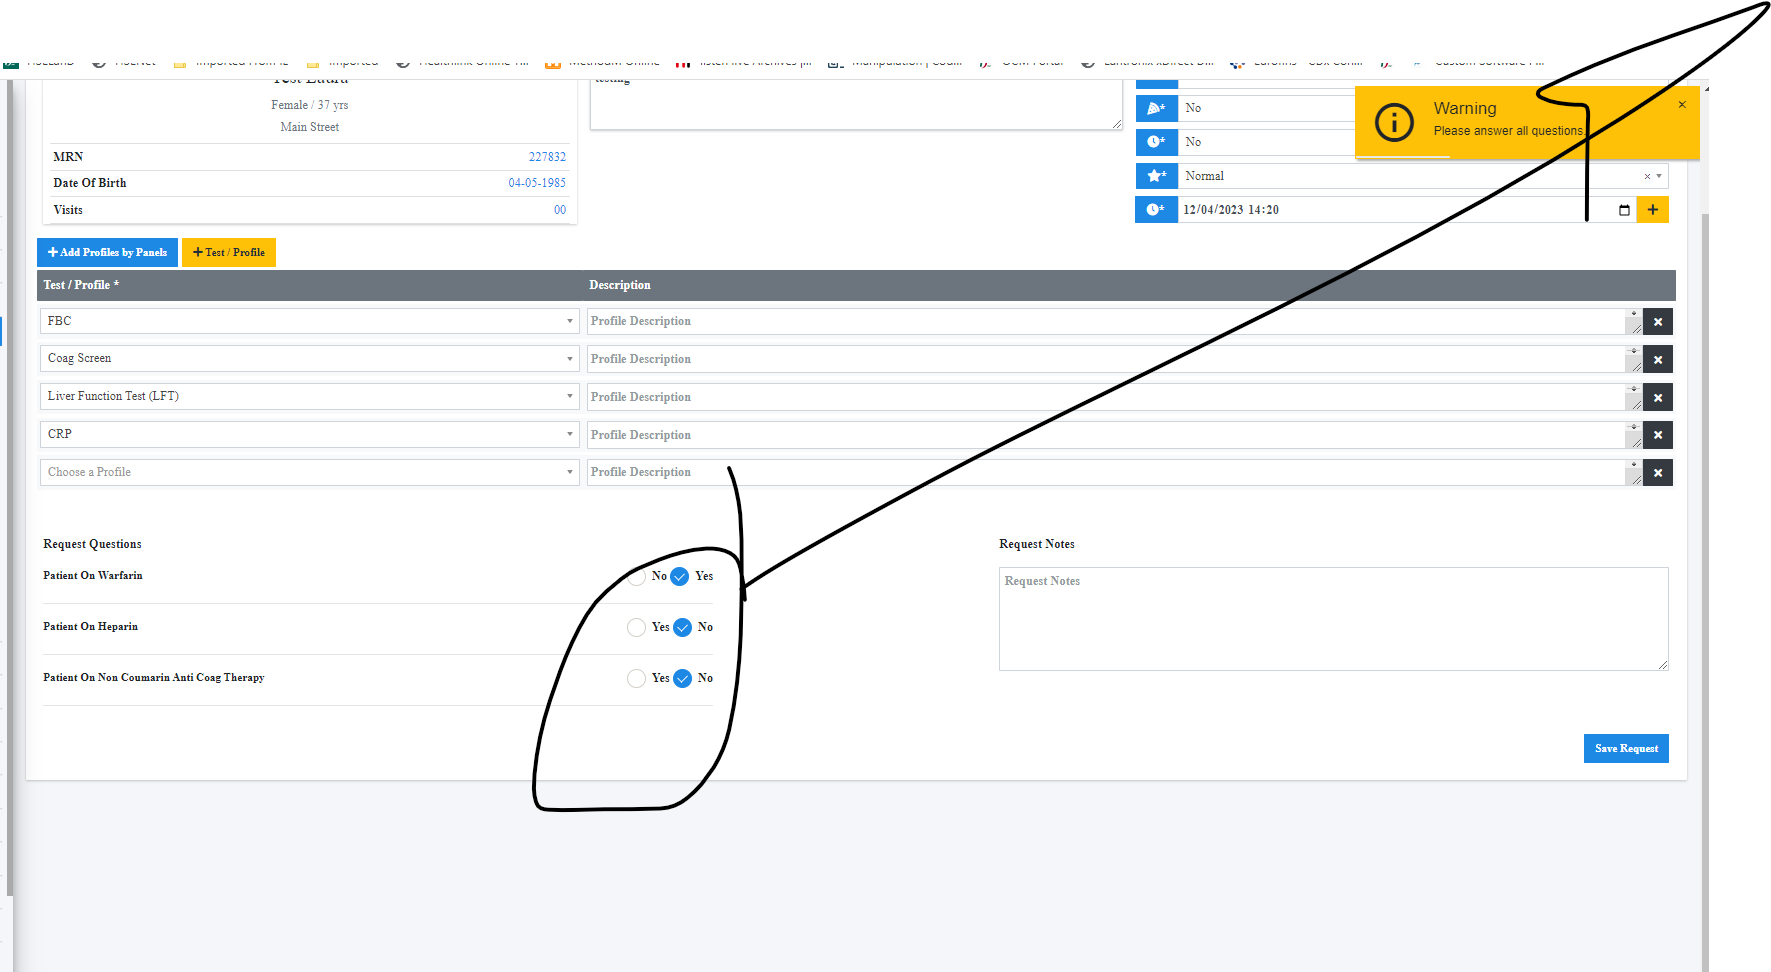 Test Laura
Female / 37 yrs
Main Street
MRN 227832
Date Of Birth 04-05-1985
Visits 00
testing
No
No
Normal
12/04/2023 14:20
Warning
Please answer all questions.
Add Profiles by Panels
Test / Profile
Test / Profile * Description
FBC Profile Description
Coag Screen Profile Description
Liver Function Test (LFT) Profile Description
CRP Profile Description
Choose a Profile Profile Description
Request Questions
Patient On Warfarin No Yes
Patient On Heparin Yes No
Patient On Non Coumarin Anti Coag Therapy Yes No
Request Notes
Request Notes
Save Request